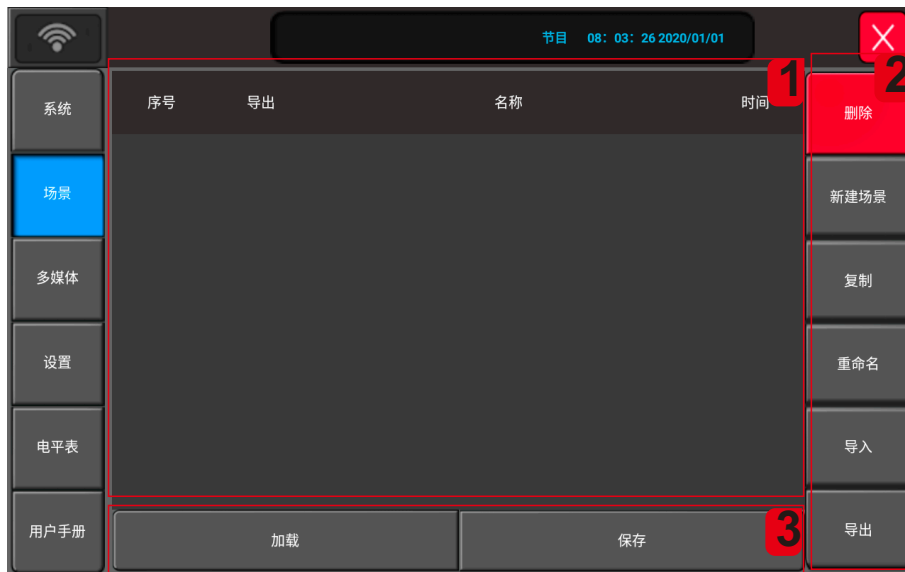 节目 08: 03: 26 2020/01/01
1
2
系统
序号 导出 名称 时间
删除
场景
新建场景
多媒体
复制
设置
重命名
电平表
导入
用户手册
加载 保存
3
导出